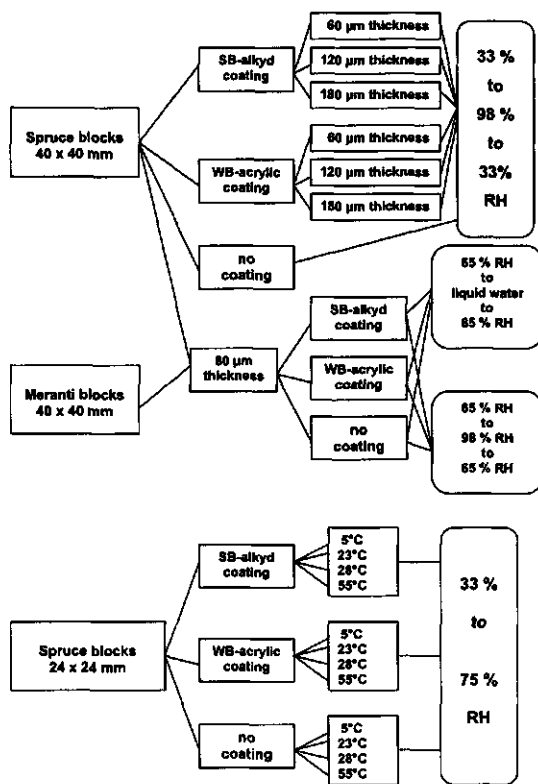 60 µm thickness
SB-alkyd
coating
120 µm thickness
180 µm thickness
33 %
to
98 %
to
33%
RH
Spruce blocks
40 x 40 mm
WB-acrylic
coating
60 µm thickness
120 µm thickness
180 µm thickness
no
coating
65 % RH
to
liquid water
to
65 % RH
SB-alkyd
coating
60 µm
thickness
WB-acrylic
coating
Meranti blocks
40 x 40 mm
no
coating
65 % RH
to
98 % RH
to
65 % RH
SB-alkyd
coating
5°C
23°C
28°C
55°C
33 %
to
75 %
RH
Spruce blocks
24 x 24 mm
WB-acrylic
coating
5°C
23°C
28°C
55°C
no
coating
5°C
23°C
28°C
55°C